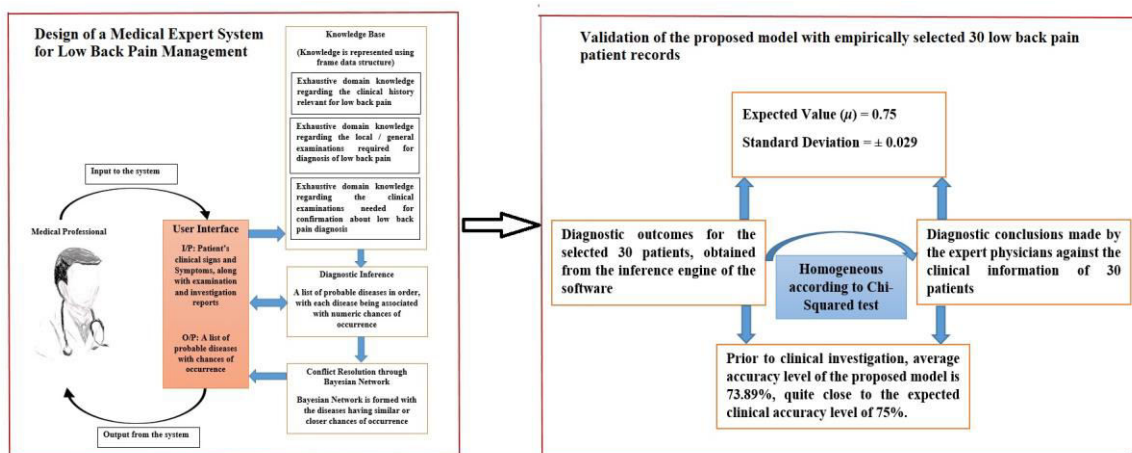 Design of a Medical Expert System
for Low Back Pain Management
Knowledge Base
(Knowledge is represented using
frame data structure)
Exhaustive domain knowledge
regarding the clinical history
relevant for low back pain
Exhaustive domain knowledge
regarding the local / general
examinations required for
diagnosis of low back pain
Exhaustive domain knowledge
regarding the clinical
examinations needed for
confirmation about low back
pain diagnosis
Input to the system
Medical Professional
User Interface
I/P: Patient's
clinical signs and
Symptoms, along
with examination
and investigation
reports
O/P: A list of
probable diseases
with chances of
occurrence
Diagnostic Inference
A list of probable diseases in order,
with each disease being associated
with numeric chances of
occurrence
Conflict Resolution through
Bayesian Network
Bayesian Network is formed with
the diseases having similar or
closer chances of occurrence
Output from the system
Validation of the proposed model with empirically selected 30 low back pain
patient records
Expected Value (μ) = 0.75
Standard Deviation = ± 0.029
Diagnostic outcomes for the
selected 30 patients, obtained
from the inference engine of the
software
Homogeneous
according to Chi-
Squared test
Diagnostic conclusions made by
the expert physicians against the
clinical information of 30
patients
Prior to clinical investigation, average
accuracy level of the proposed model is
73.89%, quite close to the expected
clinical accuracy level of 75%.